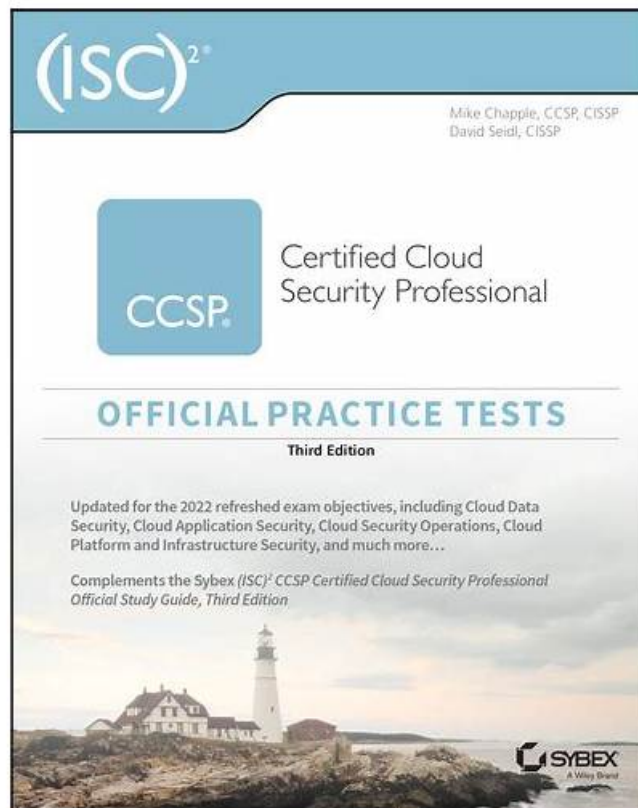 (ISC)²®
Mike Chapple, CCSP, CISSP
David Seidl, CISSP
CCSP®
Certified Cloud
Security Professional
OFFICIAL PRACTICE TESTS
Third Edition
Updated for the 2022 refreshed exam objectives, including Cloud Data
Security, Cloud Application Security, Cloud Security Operations, Cloud
Platform and Infrastructure Security, and much more…
Complements the Sybex (ISC)² CCSP Certified Cloud Security Professional
Official Study Guide, Third Edition
SYBEX
A Wiley Brand